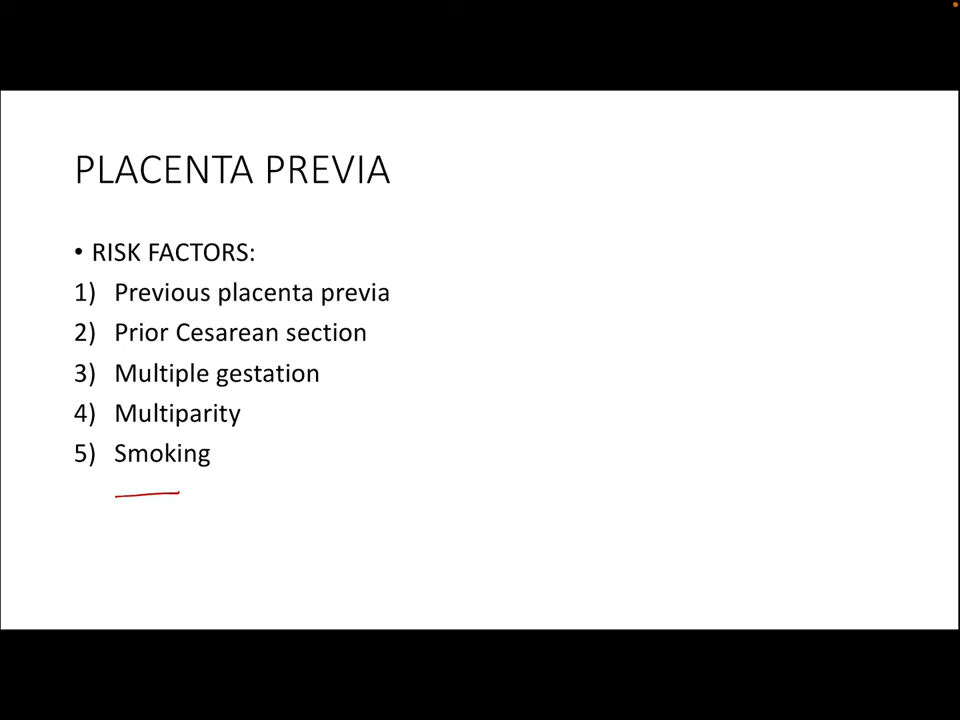 PLACENTA PREVIA
• RISK FACTORS:
1) Previous placenta previa
2) Prior Cesarean section
3) Multiple gestation
4) Multiparity
5) Smoking